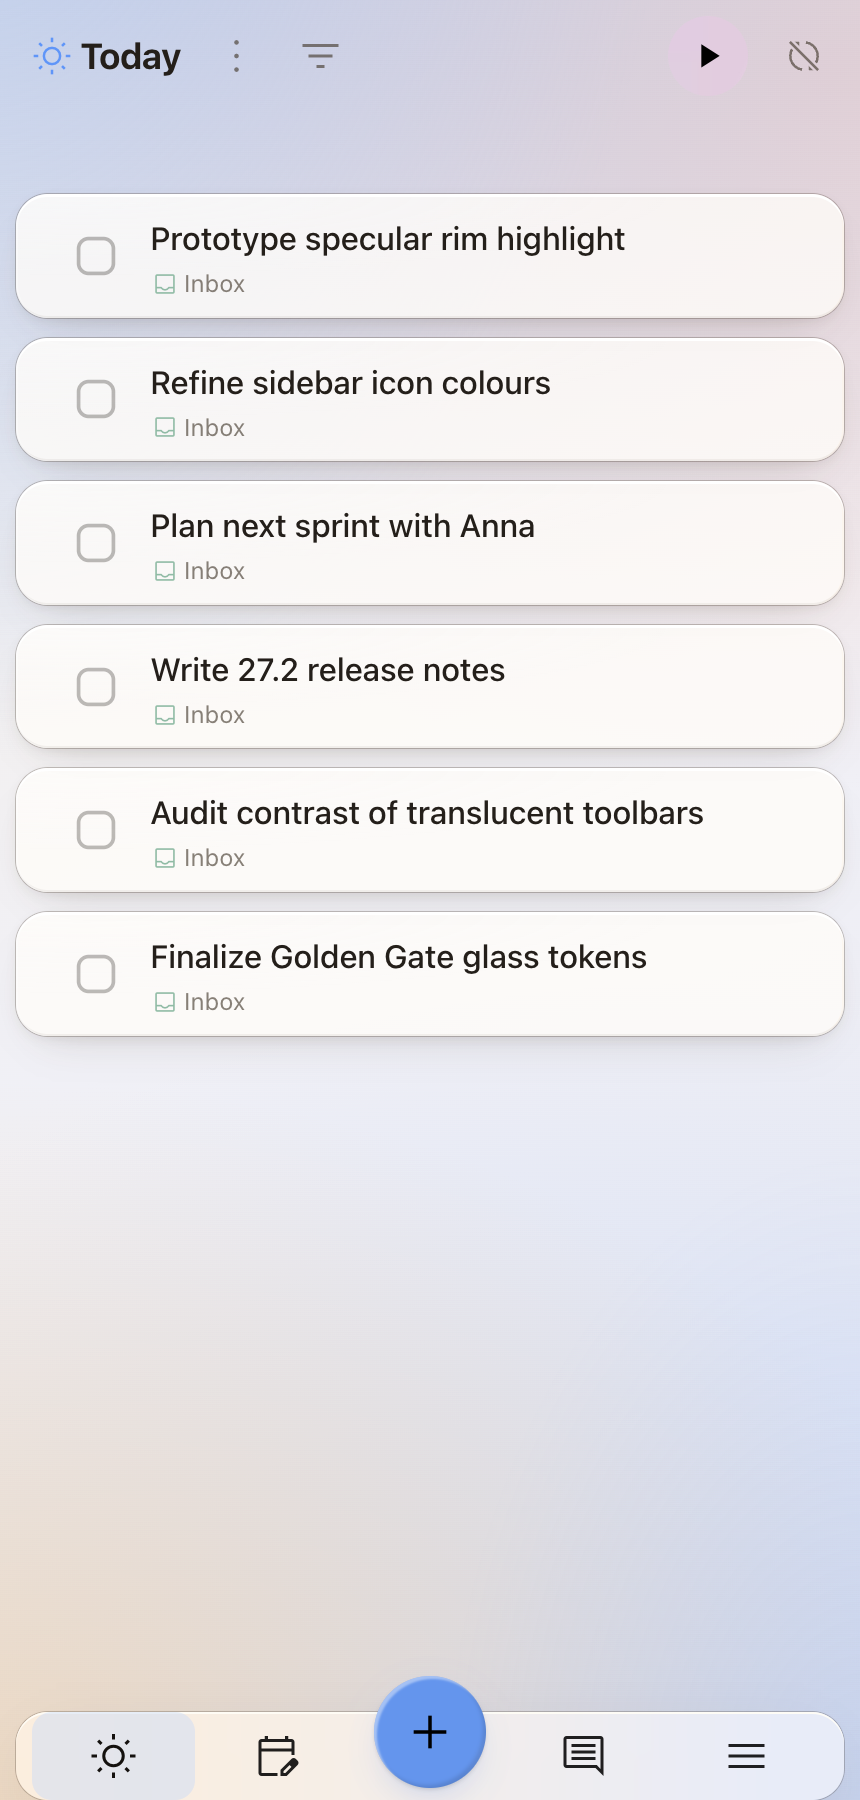 Today
Prototype specular rim highlight
Inbox
Refine sidebar icon colours
Inbox
Plan next sprint with Anna
Inbox
Write 27.2 release notes
Inbox
Audit contrast of translucent toolbars
Inbox
Finalize Golden Gate glass tokens
Inbox